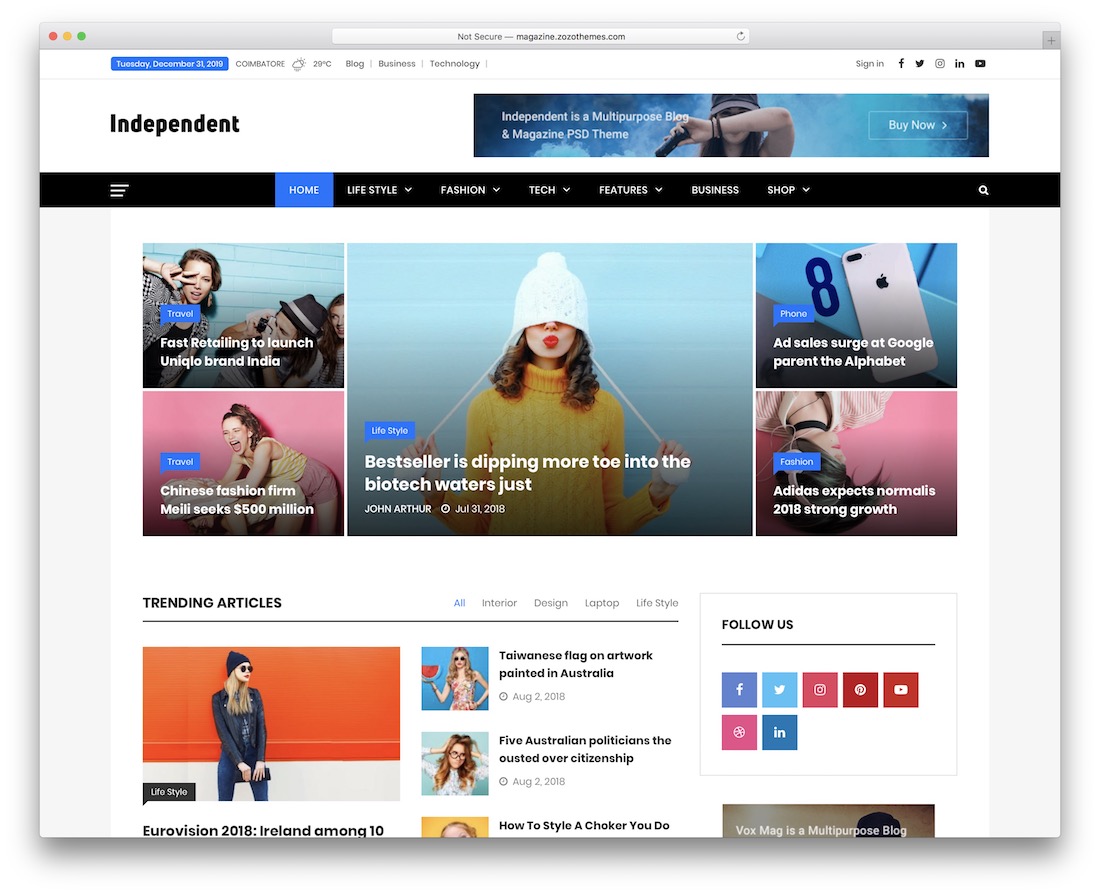 Not Secure — magazine.zozothemes.com
Tuesday, December 31, 2019 COIMBATORE 29°C Blog | Business | Technology | Sign in
Independent
Independent is a Multipurpose Blog
& Magazine PSD Theme
Buy Now
HOME LIFE STYLE FASHION TECH FEATURES BUSINESS SHOP
Travel
Fast Retailing to launch
Uniqlo brand India
Travel
Chinese fashion firm
Meili seeks $500 million
Life Style
Bestseller is dipping more toe into the
biotech waters just
JOHN ARTHUR Jul 31, 2018
8
Phone
Ad sales surge at Google
parent the Alphabet
Fashion
Adidas expects normalis
2018 strong growth
TRENDING ARTICLES
All Interior Design Laptop Life Style
Life Style
Eurovision 2018: Ireland among 10
Taiwanese flag on artwork
painted in Australia
Aug 2, 2018
Five Australian politicians the
ousted over citizenship
Aug 2, 2018
How To Style A Choker You Do
FOLLOW US
Vox Mag is a Multipurpose Blog